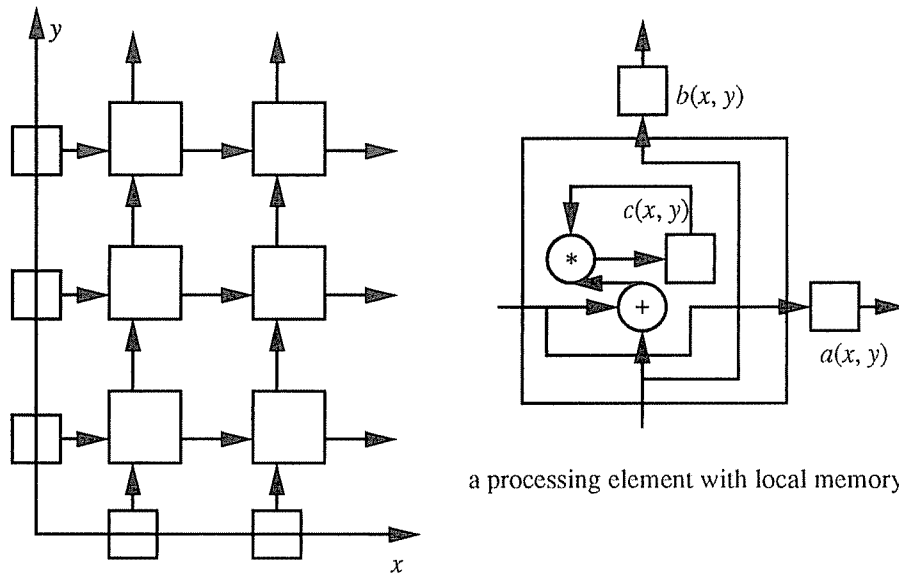 y
x
b(x, y)
c(x, y)
*
+
a(x, y)
a processing element with local memory